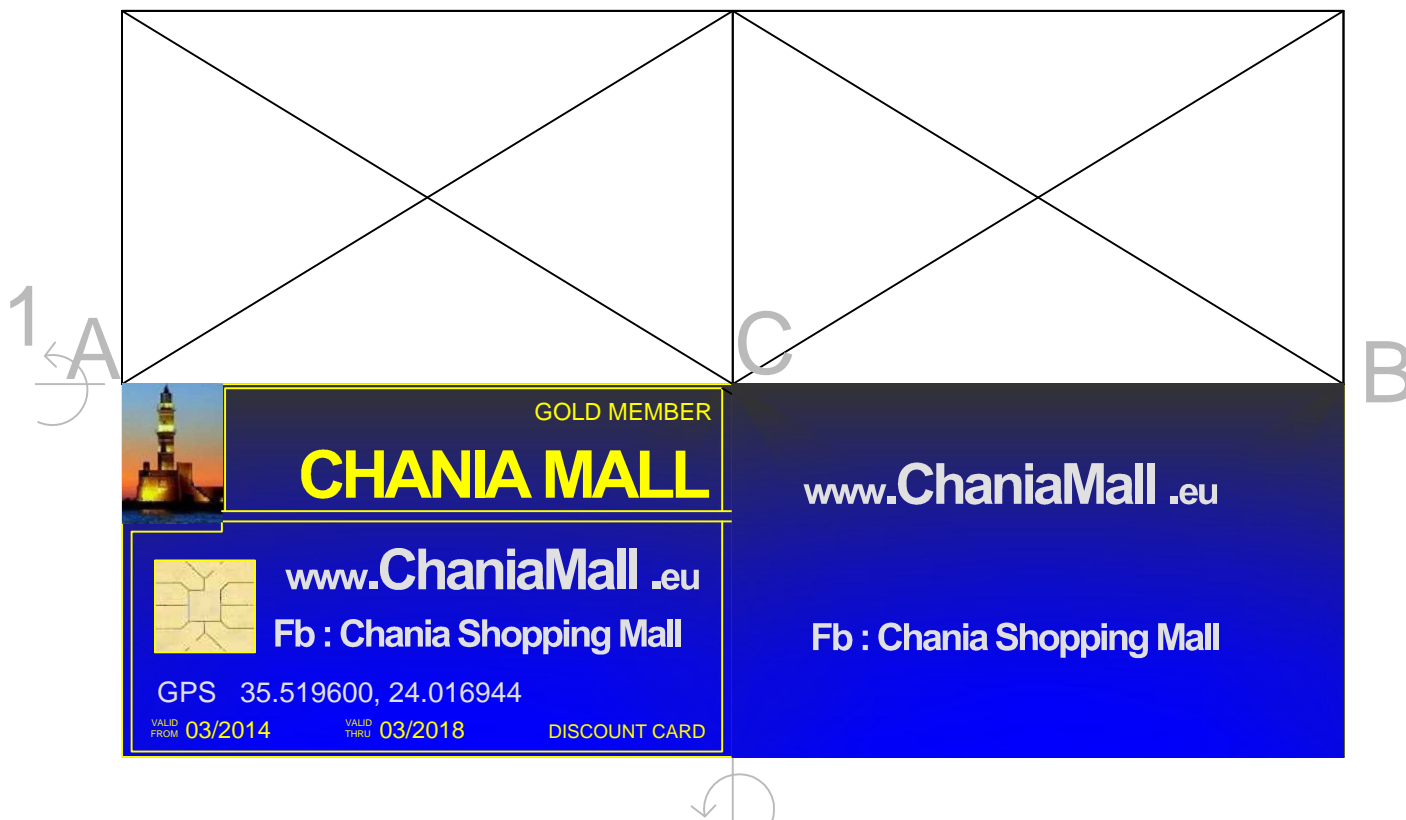 1
A
C
B
GOLD MEMBER
CHANIA MALL
www.ChaniaMall .eu
Fb : Chania Shopping Mall
GPS 35.519600, 24.016944
VALID FROM 03/2014 VALID THRU 03/2018 DISCOUNT CARD
www.ChaniaMall .eu
Fb : Chania Shopping Mall